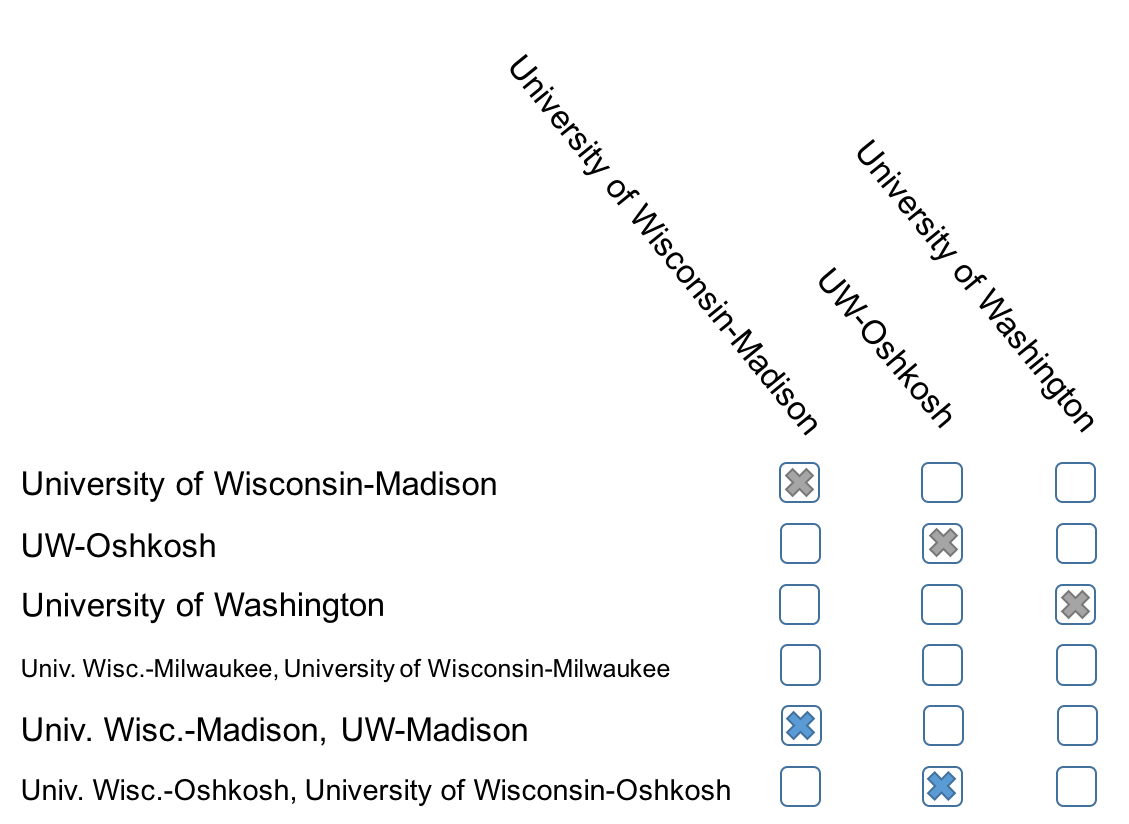 University of Wisconsin-Madison
UW-Oshkosh
University of Washington
University of Wisconsin-Madison
UW-Oshkosh
University of Washington
Univ. Wisc.-Milwaukee, University of Wisconsin-Milwaukee
Univ. Wisc.-Madison, UW-Madison
Univ. Wisc.-Oshkosh, University of Wisconsin-Oshkosh